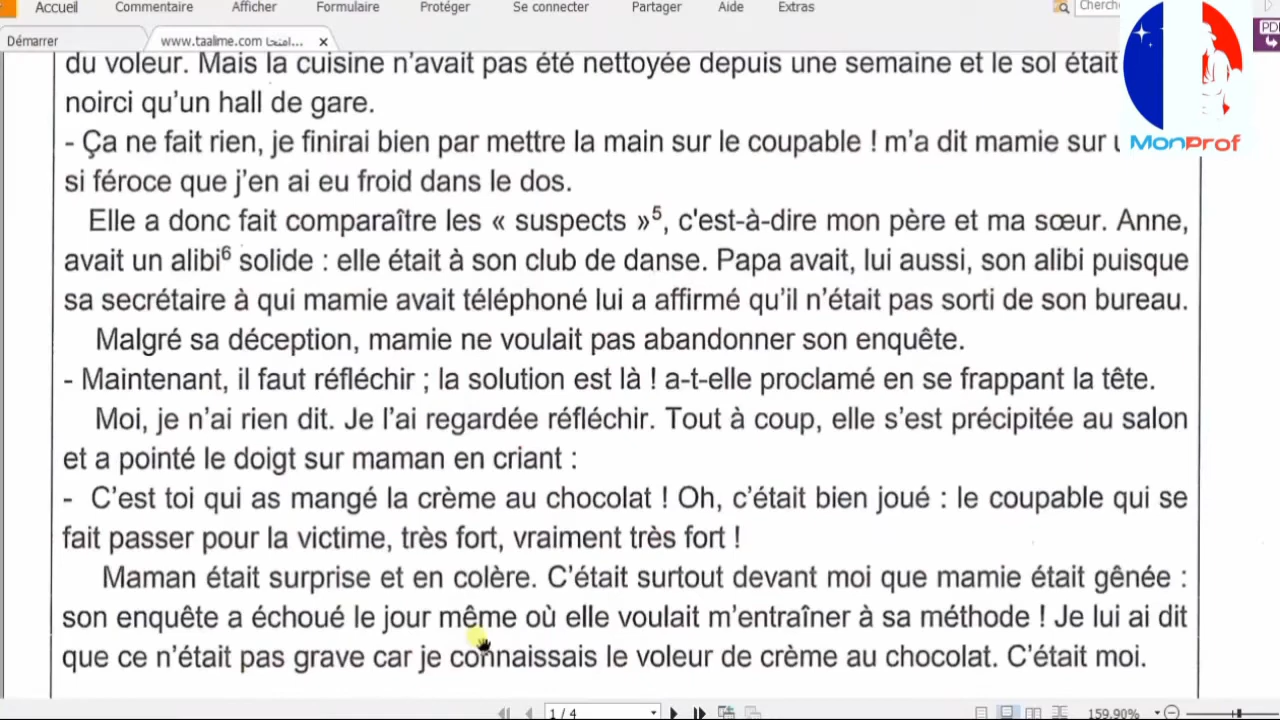 Accueil Commentaire Afficher Formulaire Protéger Se connecter Partager Aide Extras Cherche
Démarrer www.taalime.com امتحا... x
PDF
du voleur. Mais la cuisine n'avait pas été nettoyée depuis une semaine et le sol était
noirci qu'un hall de gare.
- Ça ne fait rien, je finirai bien par mettre la main sur le coupable ! m'a dit mamie sur
MonProf
si féroce que j'en ai eu froid dans le dos.
Elle a donc fait comparaître les « suspects »⁵, c'est-à-dire mon père et ma sœur. Anne,
avait un alibi⁶ solide : elle était à son club de danse. Papa avait, lui aussi, son alibi puisque
sa secrétaire à qui mamie avait téléphoné lui a affirmé qu'il n'était pas sorti de son bureau.
Malgré sa déception, mamie ne voulait pas abandonner son enquête.
- Maintenant, il faut réfléchir ; la solution est là ! a-t-elle proclamé en se frappant la tête.
Moi, je n'ai rien dit. Je l'ai regardée réfléchir. Tout à coup, elle s'est précipitée au salon
et a pointé le doigt sur maman en criant :
- C'est toi qui as mangé la crème au chocolat ! Oh, c'était bien joué : le coupable qui se
fait passer pour la victime, très fort, vraiment très fort !
Maman était surprise et en colère. C'était surtout devant moi que mamie était gênée :
son enquête a échoué le jour même où elle voulait m'entraîner à sa méthode ! Je lui ai dit
que ce n'était pas grave car je connaissais le voleur de crème au chocolat. C'était moi.
1 / 4 159,90%